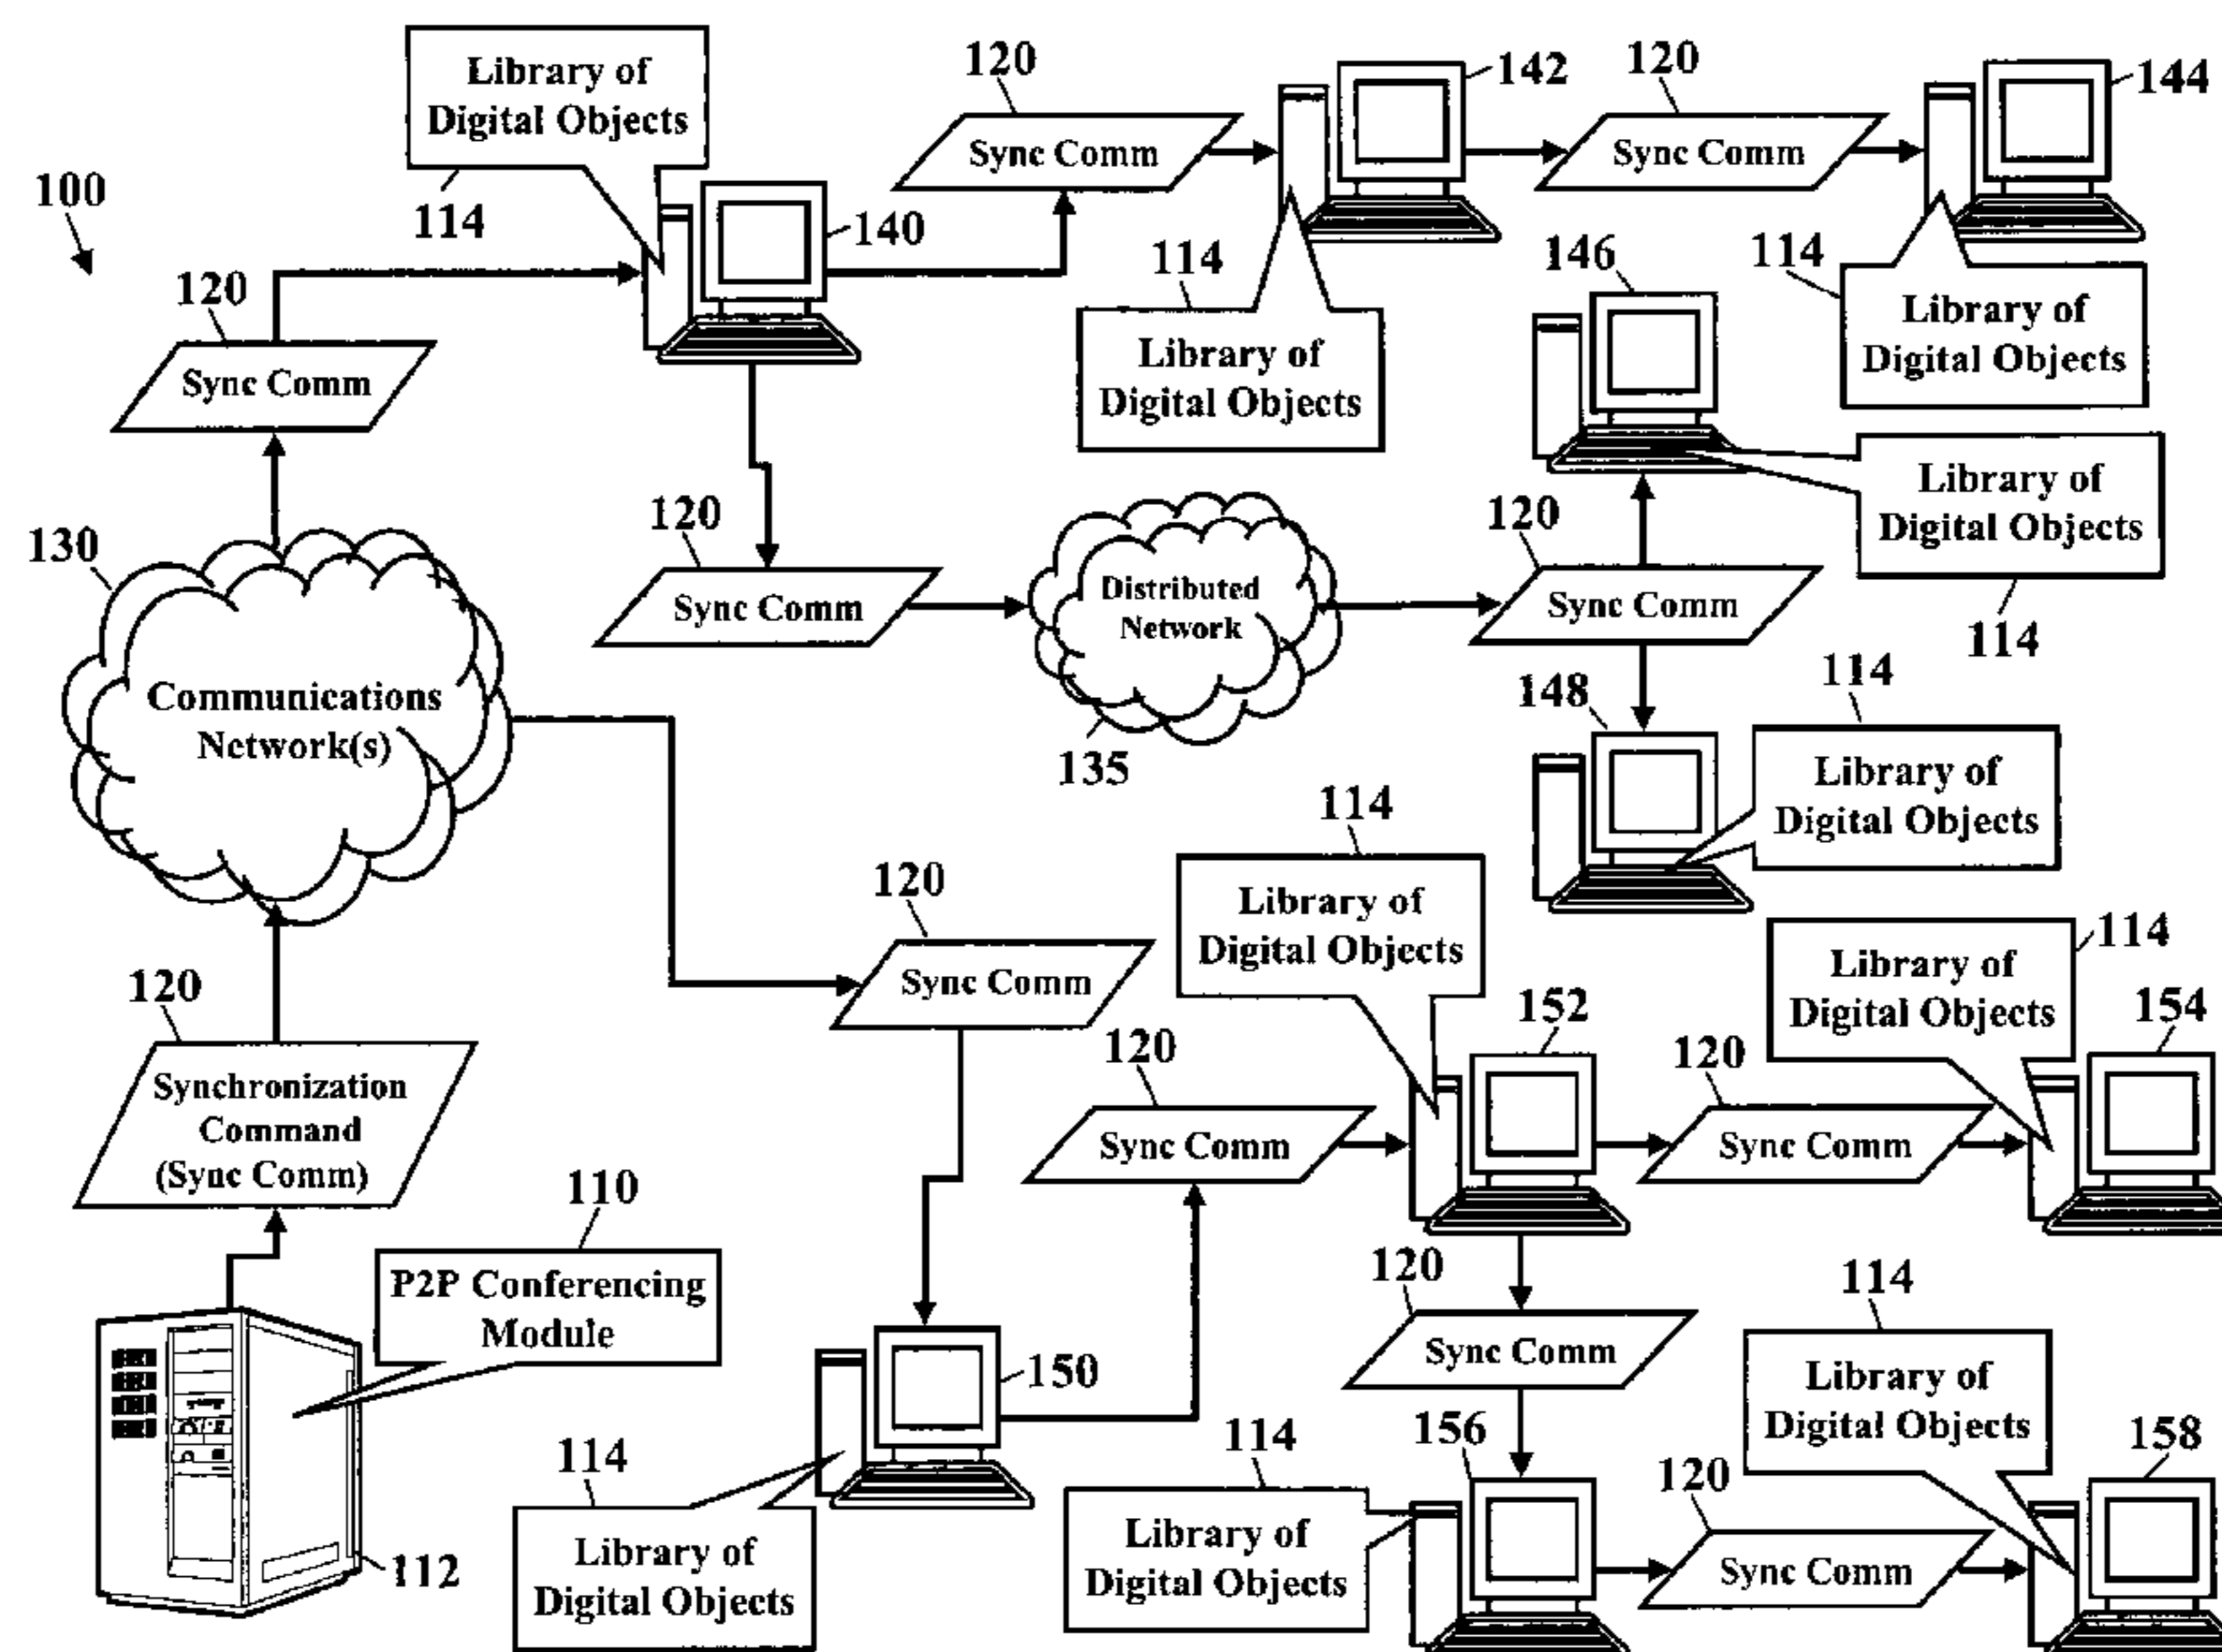 Library of
Digital Objects
120
142
120
144
Sync Comm
Sync Comm
100
114
140
114
146
114
120
Library of
Digital Objects
Library of
Digital Objects
Sync Comm
Library of
Digital Objects
130
120
120
Sync Comm
Distributed
Network
Sync Comm
114
Communications
Network(s)
135
148
114
Library of
Digital Objects
114
120
Library of
Digital Objects
114
Library of
Digital Objects
120
Sync Comm
152
154
Synchronization
Command
(Sync Comm)
120
Sync Comm
120
Sync Comm
110
P2P Conferencing
Module
120
Sync Comm
114
Library of
Digital Objects
150
112
114
Library of
Digital Objects
114
Library of
Digital Objects
156
120
Sync Comm
158